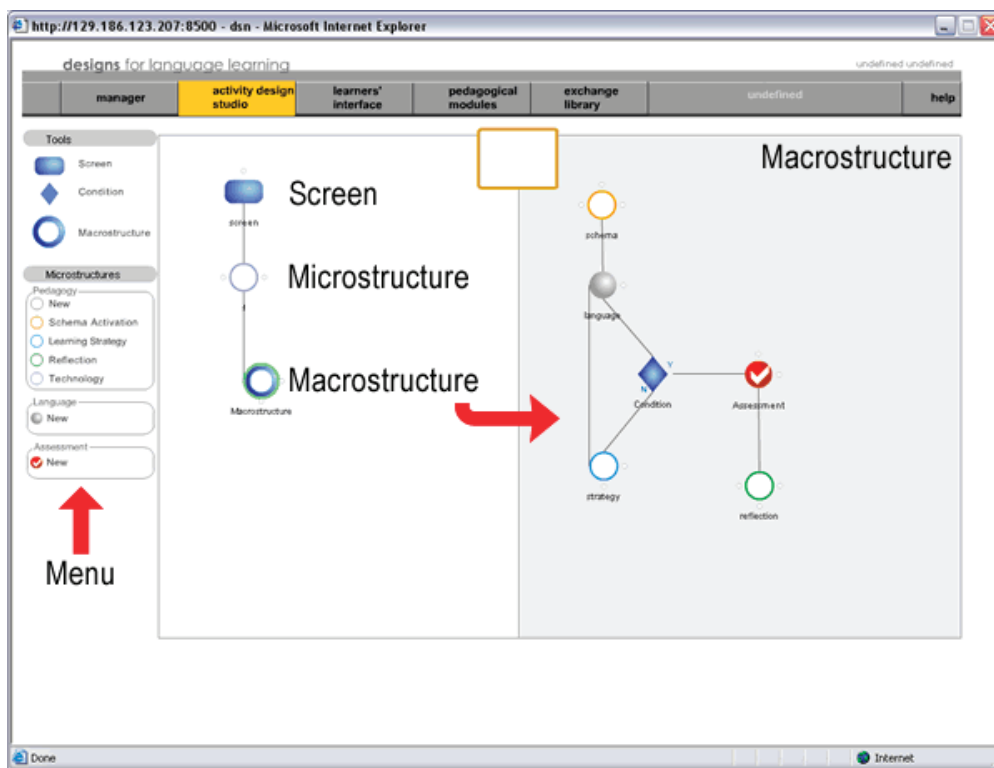 http://129.186.123.207:8500 - dsn - Microsoft Internet Explorer
designs for language learning
undefined undefined
manager
activity design
studio
learners'
interface
pedagogical
modules
exchange
library
undefined
help
Tools
Screen
Condition
Macrostructure
Microstructures
Pedagogy
New
Schema Activation
Learning Strategy
Reflection
Technology
Language
New
Assessment
New
Menu
Screen
screen
Microstructure
Macrostructure
Macrostructure
Macrostructure
schema
language
Y
N
Condition
Assessment
strategy
reflection
Done
Internet